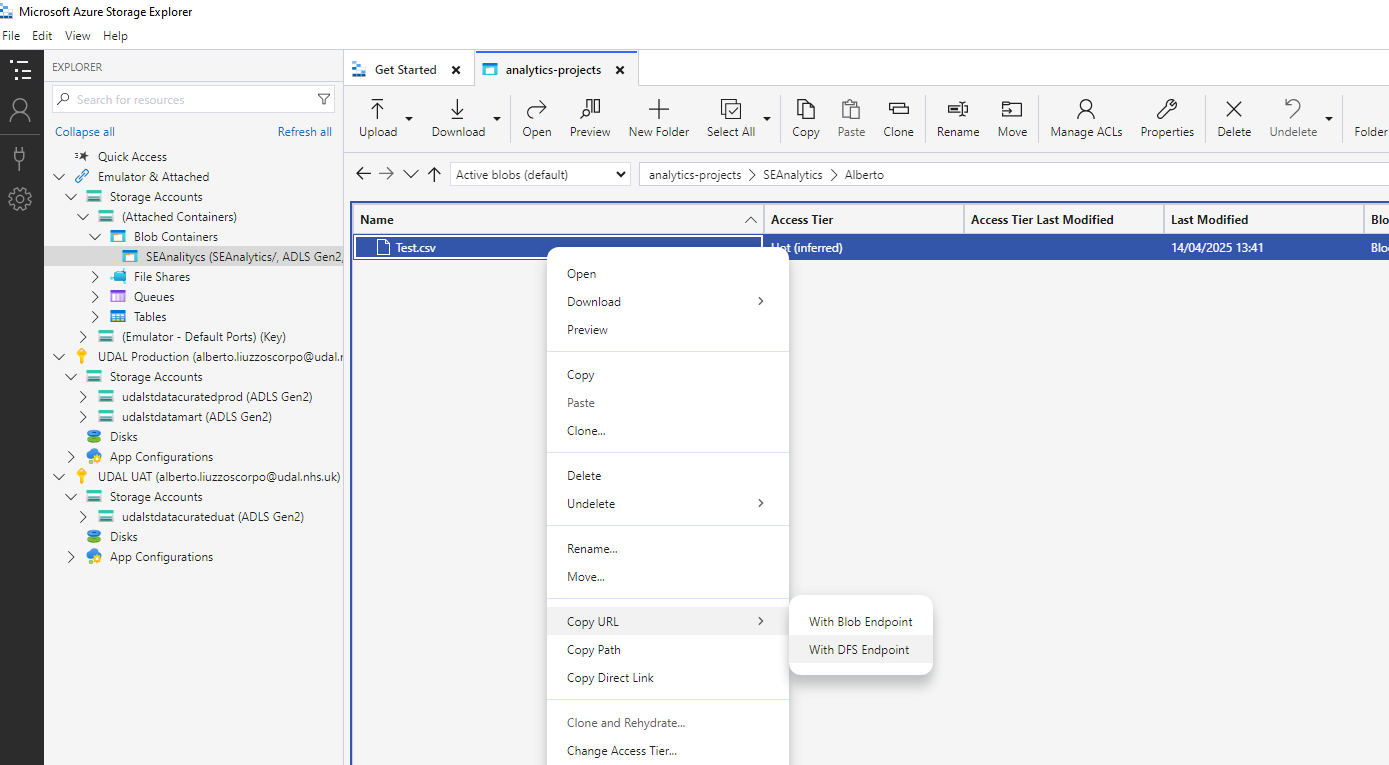 Microsoft Azure Storage Explorer
File Edit View Help
EXPLORER
Search for resources
Collapse all Refresh all
Quick Access
Emulator & Attached
Storage Accounts
(Attached Containers)
Blob Containers
SEAnalitycs (SEAnalytics/, ADLS Gen2,
File Shares
Queues
Tables
(Emulator - Default Ports) (Key)
UDAL Production (alberto.liuzzoscorpo@udal.n
Storage Accounts
udalstdatacuratedprod (ADLS Gen2)
udalstdatamart (ADLS Gen2)
Disks
App Configurations
UDAL UAT (alberto.liuzzoscorpo@udal.nhs.uk)
Storage Accounts
udalstdatacurateduat (ADLS Gen2)
Disks
App Configurations
Get Started analytics-projects
Upload Download Open Preview New Folder Select All Copy Paste Clone Rename Move Manage ACLs Properties Delete Undelete Folder
Active blobs (default) analytics-projects SEAnalytics Alberto
Name Access Tier Access Tier Last Modified Last Modified Blo
Test.csv Hot (inferred) 14/04/2025 13:41 Bloc
Open
Download
Preview
Copy
Paste
Clone...
Delete
Undelete
Rename...
Move...
Copy URL
Copy Path
Copy Direct Link
Clone and Rehydrate...
Change Access Tier...
With Blob Endpoint
With DFS Endpoint